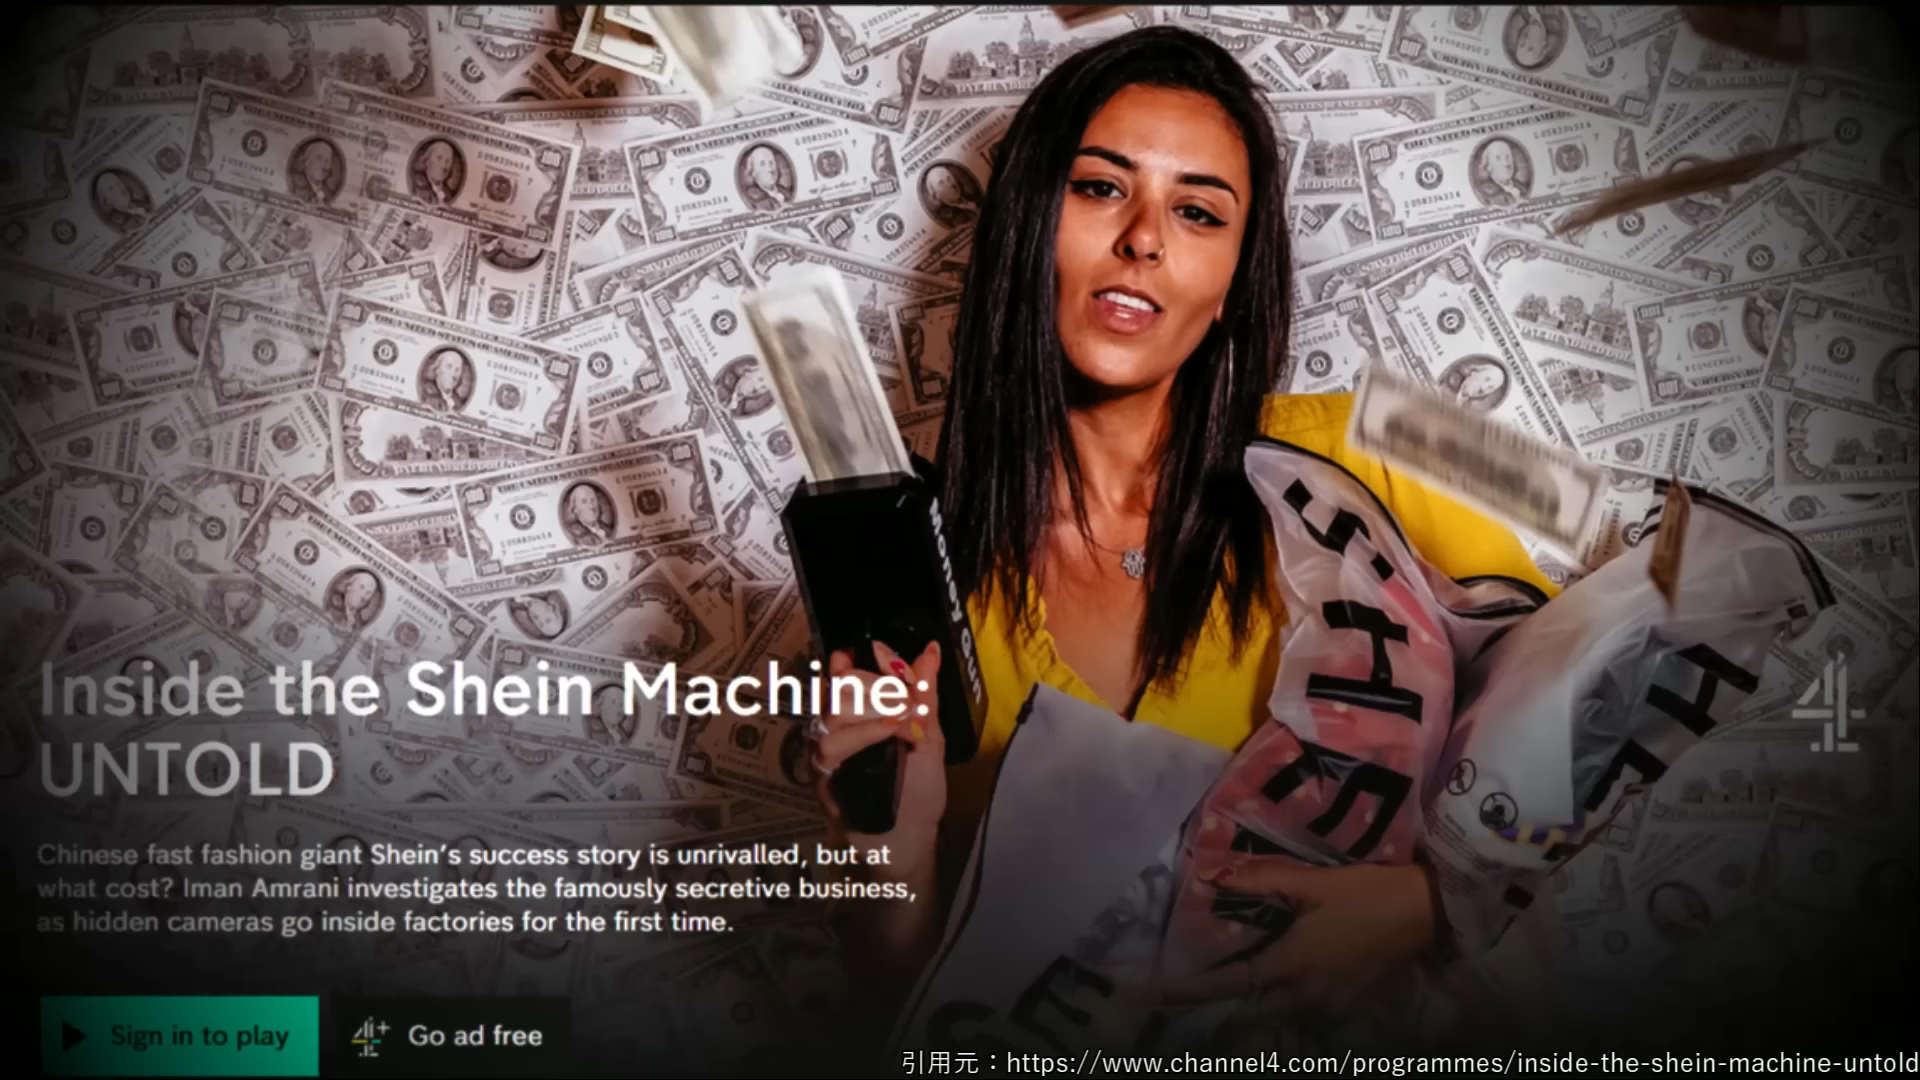 Money Gun
SHEIN
SHE
SHEI
Inside the Shein Machine:
UNTOLD
Chinese fast fashion giant Shein's success story is unrivalled, but at
what cost? Iman Amrani investigates the famously secretive business,
as hidden cameras go inside factories for the first time.
Sign in to play
Go ad free
引用元：https://www.channel4.com/programmes/inside-the-shein-machine-untold